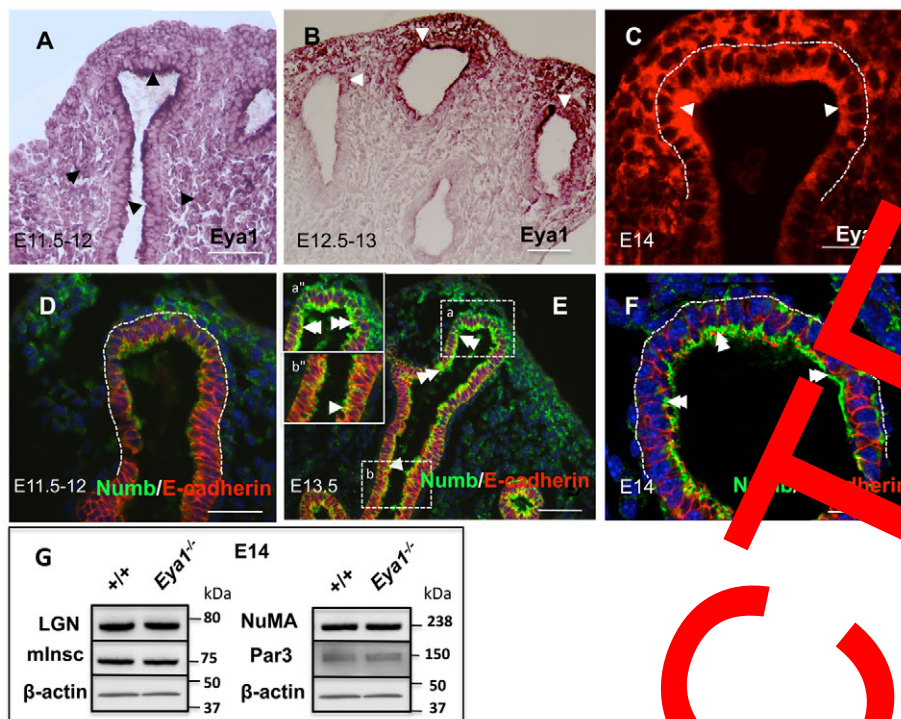 A
B
C
E11.5-12
Eya1
E12.5-13
Eya1
E14
D
a"
b"
a
b
E
F
E11.5-12
Numb/E-cadherin
E13.5
Numb/E-cadherin
E14
G
E14
+/+
Eya1-/-
kDa
+/+
Eya1-/-
kDa
LGN
80
NuMA
238
mInsc
75
Par3
150
β-actin
50
37
β-actin
50
37